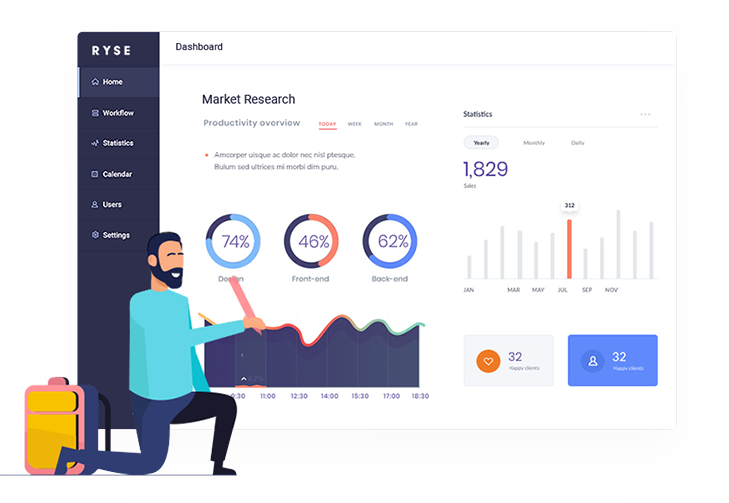 RYSE
Dashboard
Home
Workflow
Statistics
Calendar
Users
Settings
Market Research
Productivity overview
TODAY WEEK MONTH YEAR
Amcorper uisque ac dolor nec nisl ptesque.
Bulum sed ultrices mi morbi dim puru.
74% 46% 62%
Design Front-end Back-end
9:30 11:00 12:30 14:00 15:30 17:00 18:30
Statistics
Yearly Monthly Daily
1,829
Sales
312
JAN MAR MAY JUL SEP NOV
32
Happy clients
32
Happy clients